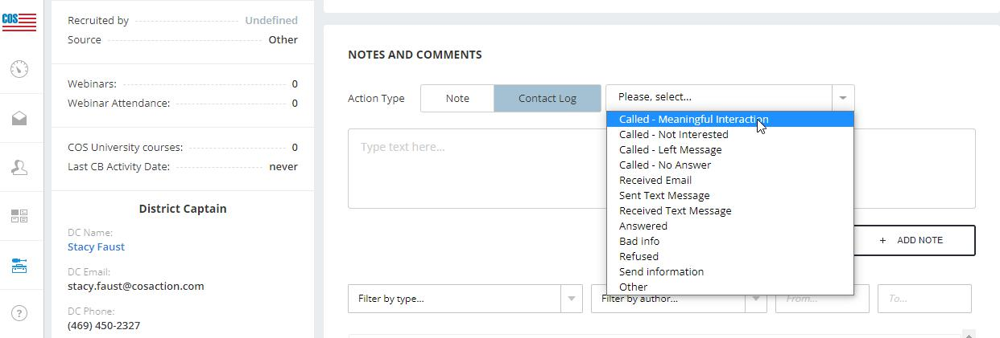 COS
Recruited by Undefined
Source Other
Webinars: 0
Webinar Attendance: 0
COS University courses: 0
Last CB Activity Date: never
District Captain
DC Name:
Stacy Faust
DC Email:
stacy.faust@cosaction.com
DC Phone:
(469) 450-2327
?
NOTES AND COMMENTS
Action Type Note Contact Log Please, select...
Called - Meaningful Interaction
Called - Not Interested
Called - Left Message
Called - No Answer
Received Email
Sent Text Message
Received Text Message
Answered
Bad info
Refused
Send information
Other
Type text here...
+ ADD NOTE
Filter by type... Filter by author... From... To...